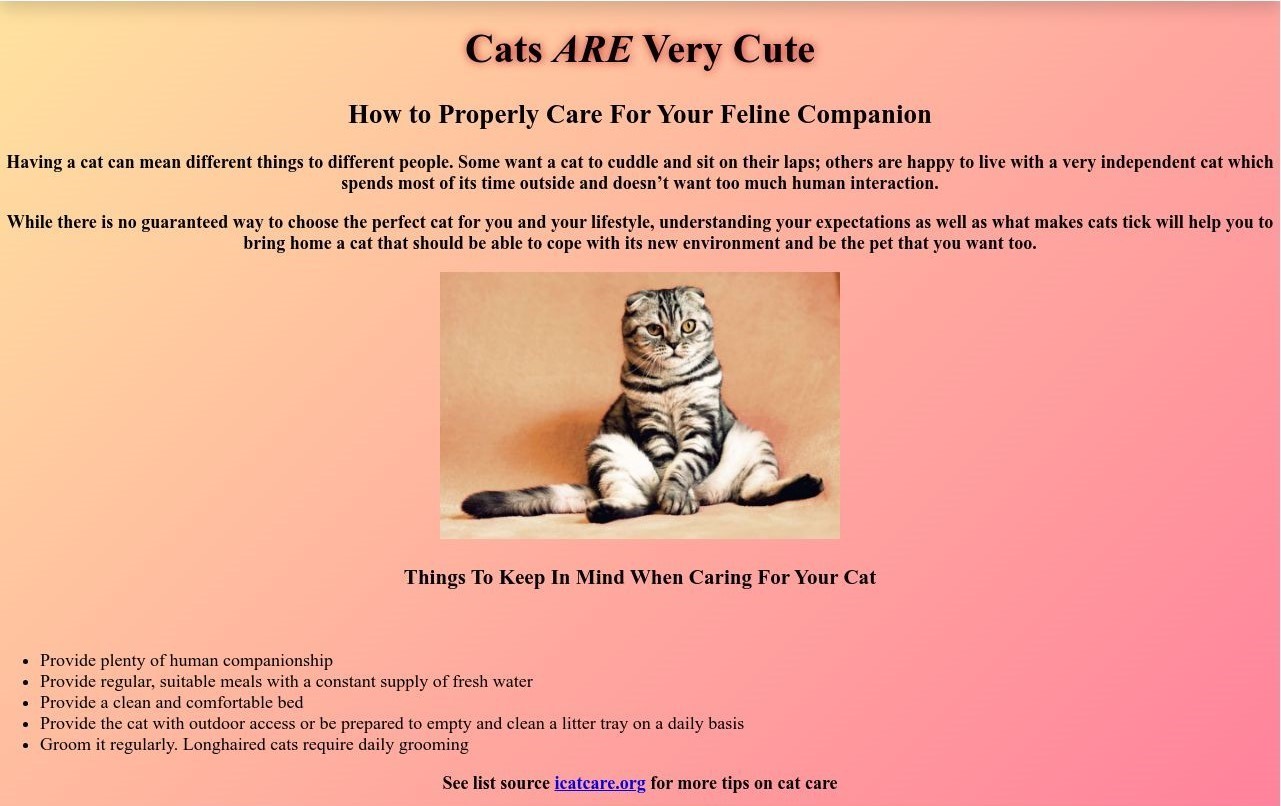 Cats ARE Very Cute
How to Properly Care For Your Feline Companion
Having a cat can mean different things to different people. Some want a cat to cuddle and sit on their laps; others are happy to live with a very independent cat which
spends most of its time outside and doesn’t want too much human interaction.
While there is no guaranteed way to choose the perfect cat for you and your lifestyle, understanding your expectations as well as what makes cats tick will help you to
bring home a cat that should be able to cope with its new environment and be the pet that you want too.
Things To Keep In Mind When Caring For Your Cat
• Provide plenty of human companionship
• Provide regular, suitable meals with a constant supply of fresh water
• Provide a clean and comfortable bed
• Provide the cat with outdoor access or be prepared to empty and clean a litter tray on a daily basis
• Groom it regularly. Longhaired cats require daily grooming
See list source icatcare.org for more tips on cat care